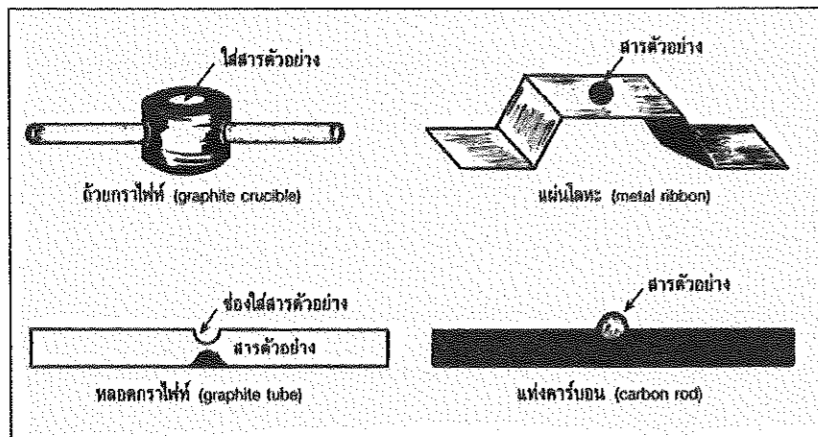 ใส่สารตัวอย่าง
ถ้วยกราไฟท์ (graphite crucible)
สารตัวอย่าง
แผ่นโลหะ (metal ribbon)
ช่องใส่สารตัวอย่าง
สารตัวอย่าง
หลอดกราไฟท์ (graphite tube)
สารตัวอย่าง
แท่งคาร์บอน (carbon rod)